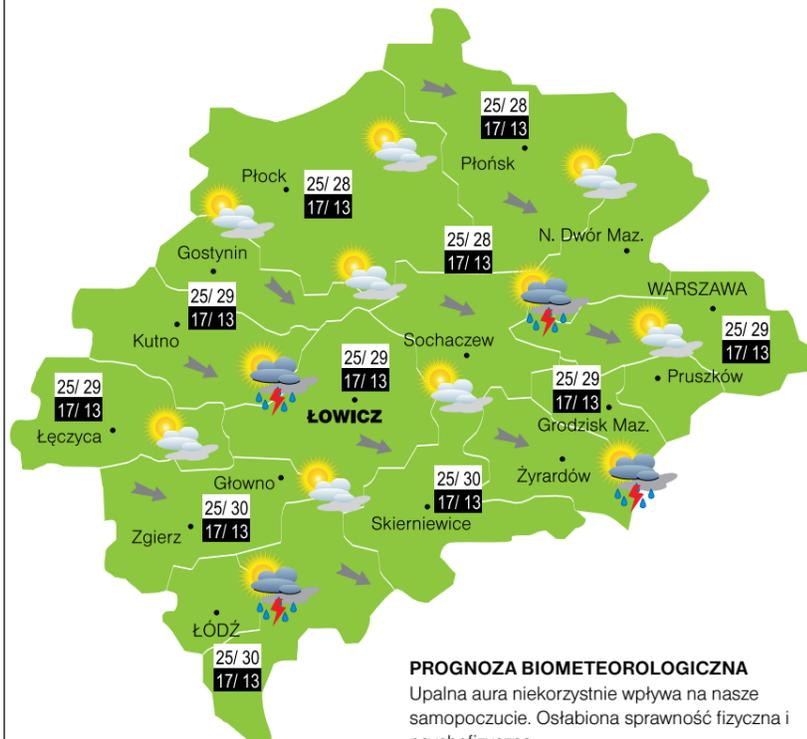 25/ 28
17/ 13
Płońsk
Płock
25/ 28
17/ 13
25/ 28
17/ 13
N. Dwór Maz.
Gostynin
25/ 29
17/ 13
Kutno
WARSZAWA
25/ 29
17/ 13
Sochaczew
25/ 29
17/ 13
ŁOWICZ
25/ 29
17/ 13
Pruszków
Grodzisk Maz.
25/ 29
17/ 13
Łęczyca
Głowno
25/ 30
17/ 13
Skierniewice
Żyrardów
25/ 30
17/ 13
Zgierz
ŁÓDŹ
25/ 30
17/ 13
PROGNOZA BIOMETEOROLOGICZNA
Upalna aura niekorzystnie wpływa na nasze
samopoczucie. Osłabiona sprawność fizyczna i